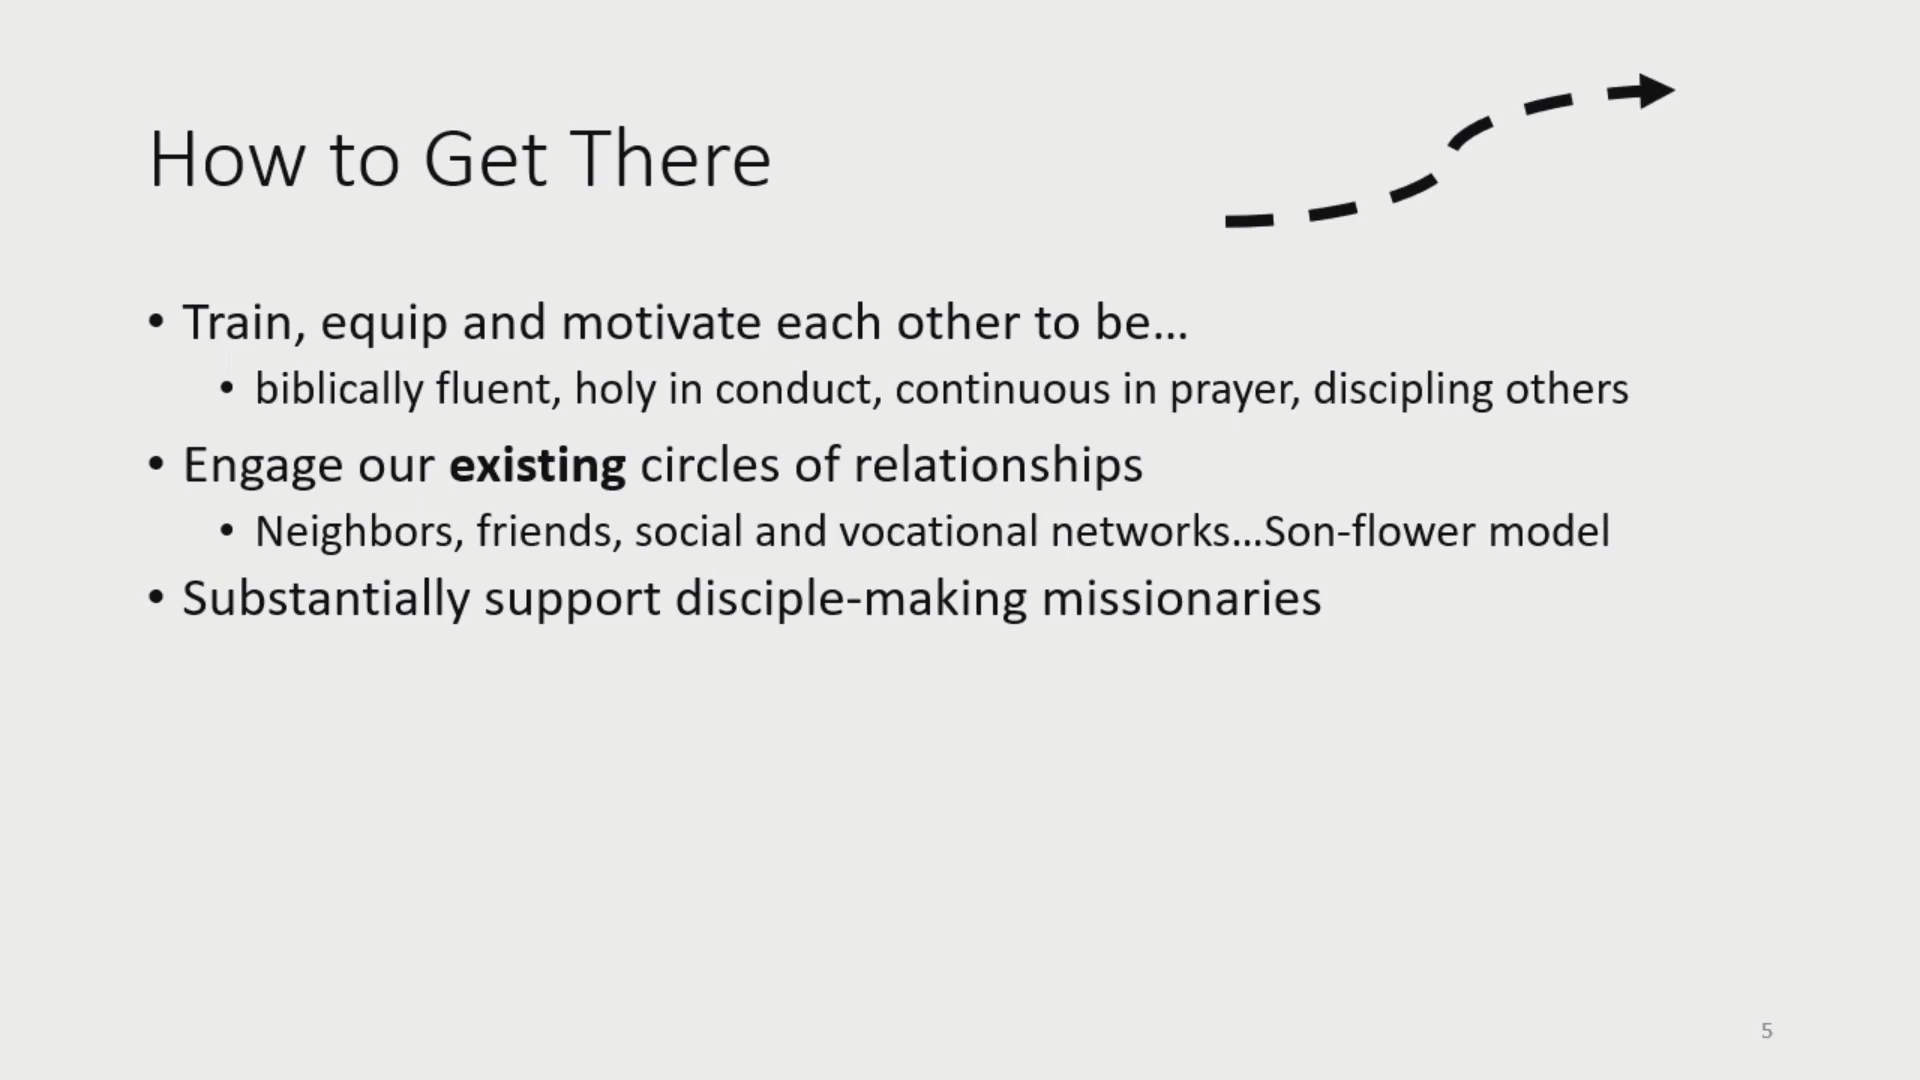 How to Get There
• Train, equip and motivate each other to be…
• biblically fluent, holy in conduct, continuous in prayer, discipling others
• Engage our existing circles of relationships
• Neighbors, friends, social and vocational networks…Son-flower model
• Substantially support disciple-making missionaries
5